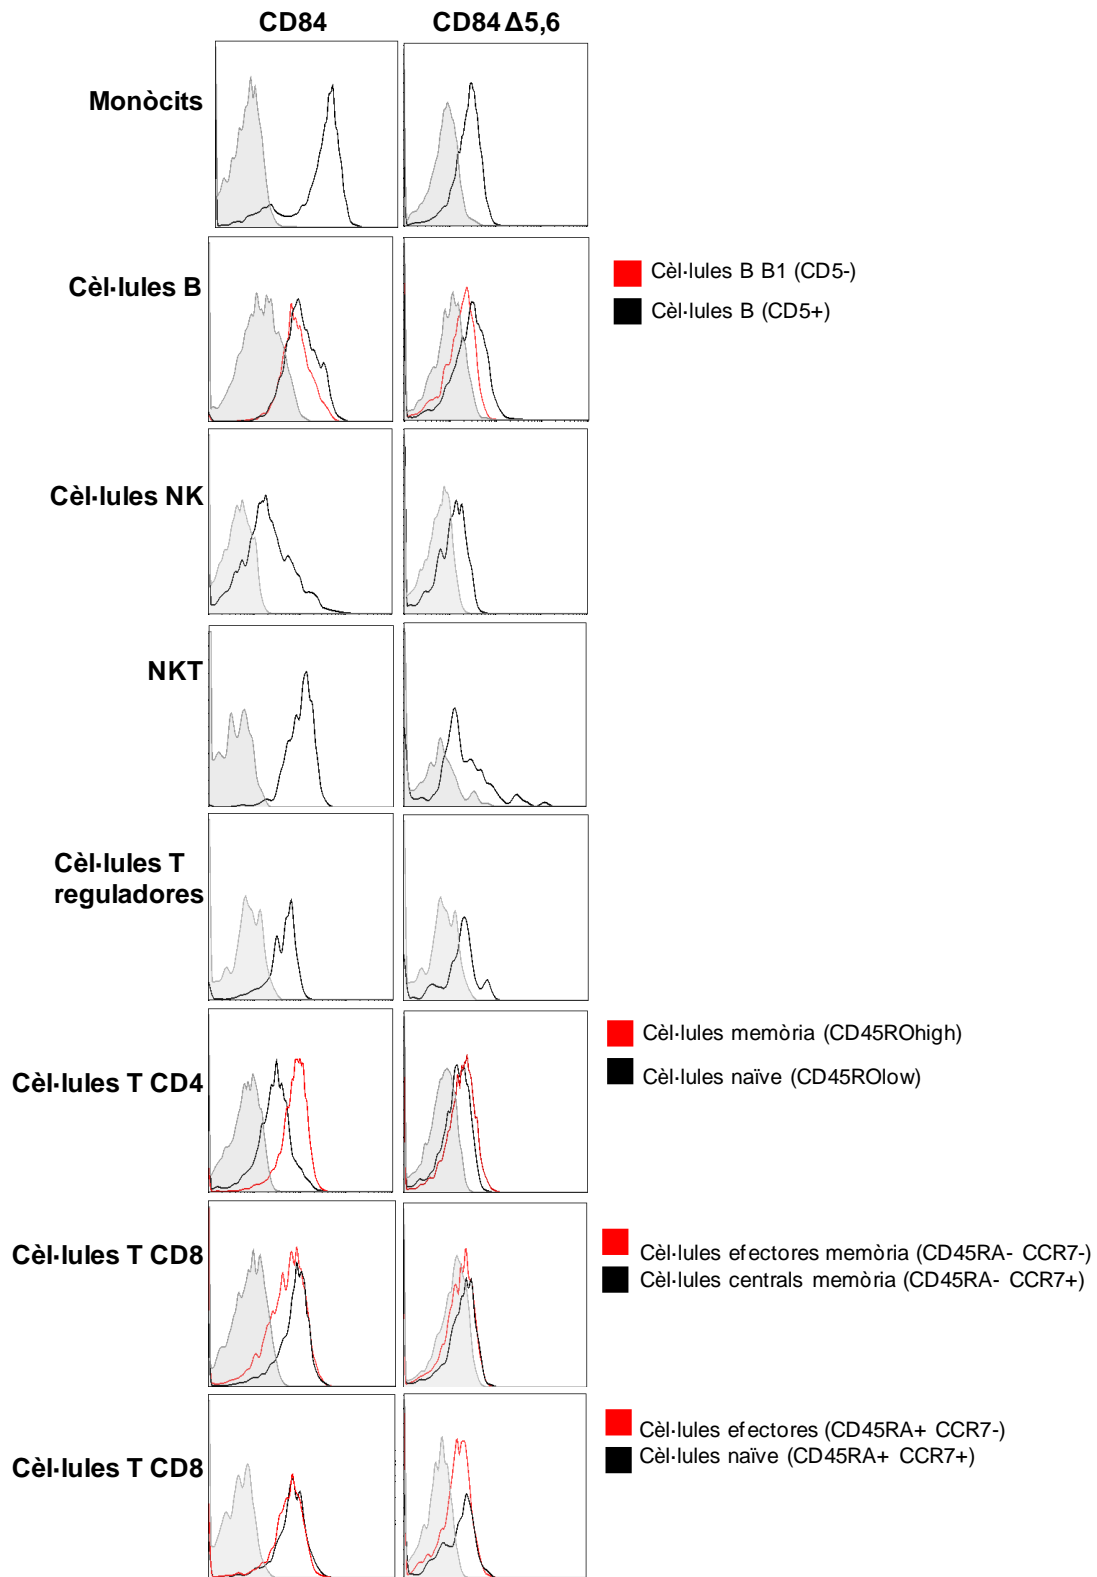 CD84
CD84 Δ5,6
Monòcits
Cèl·lules B
Cèl·lules B B1 (CD5-)
Cèl·lules B (CD5+)
Cèl·lules NK
NKT
Cèl·lules T
reguladores
Cèl·lules T CD4
Cèl·lules memòria (CD45ROhigh)
Cèl·lules naïve (CD45ROlow)
Cèl·lules T CD8
Cèl·lules efectores memòria (CD45RA- CCR7-)
Cèl·lules centrals memòria (CD45RA- CCR7+)
Cèl·lules T CD8
Cèl·lules efectores (CD45RA+ CCR7-)
Cèl·lules naïve (CD45RA+ CCR7+)